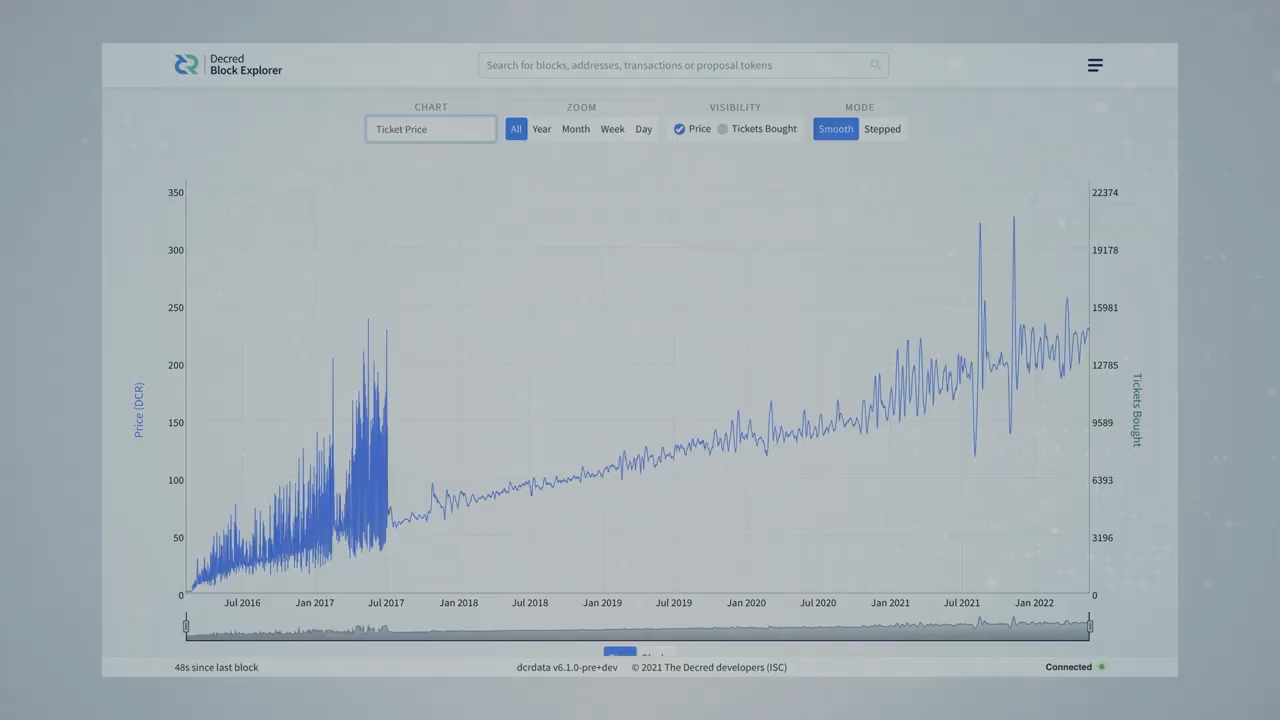 Decred
Block Explorer
Search for blocks, addresses, transactions or proposal tokens
CHART ZOOM VISIBILITY MODE
Ticket Price All Year Month Week Day Price Tickets Bought Smooth Stepped
350 22374
300 19178
250 15981
200 12785
150 9589
100 6393
50 3196
0 0
Price (DCR)
Tickets Bought
Jul 2016 Jan 2017 Jul 2017 Jan 2018 Jul 2018 Jan 2019 Jul 2019 Jan 2020 Jul 2020 Jan 2021 Jul 2021 Jan 2022
48s since last block dcrdata v6.1.0-pre+dev © 2021 The Decred developers (ISC) Connected